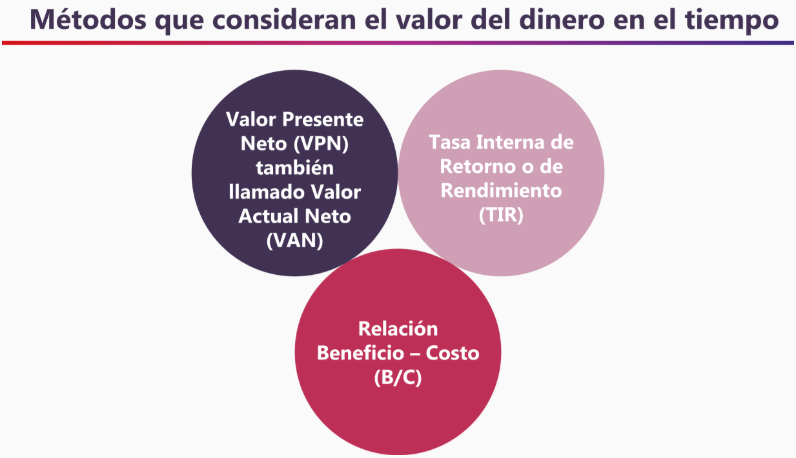 Métodos que consideran el valor del dinero en el tiempo
Valor Presente
Neto (VPN)
también
llamado Valor
Actual Neto
(VAN)
Tasa Interna de
Retorno o de
Rendimiento
(TIR)
Relación
Beneficio – Costo
(B/C)